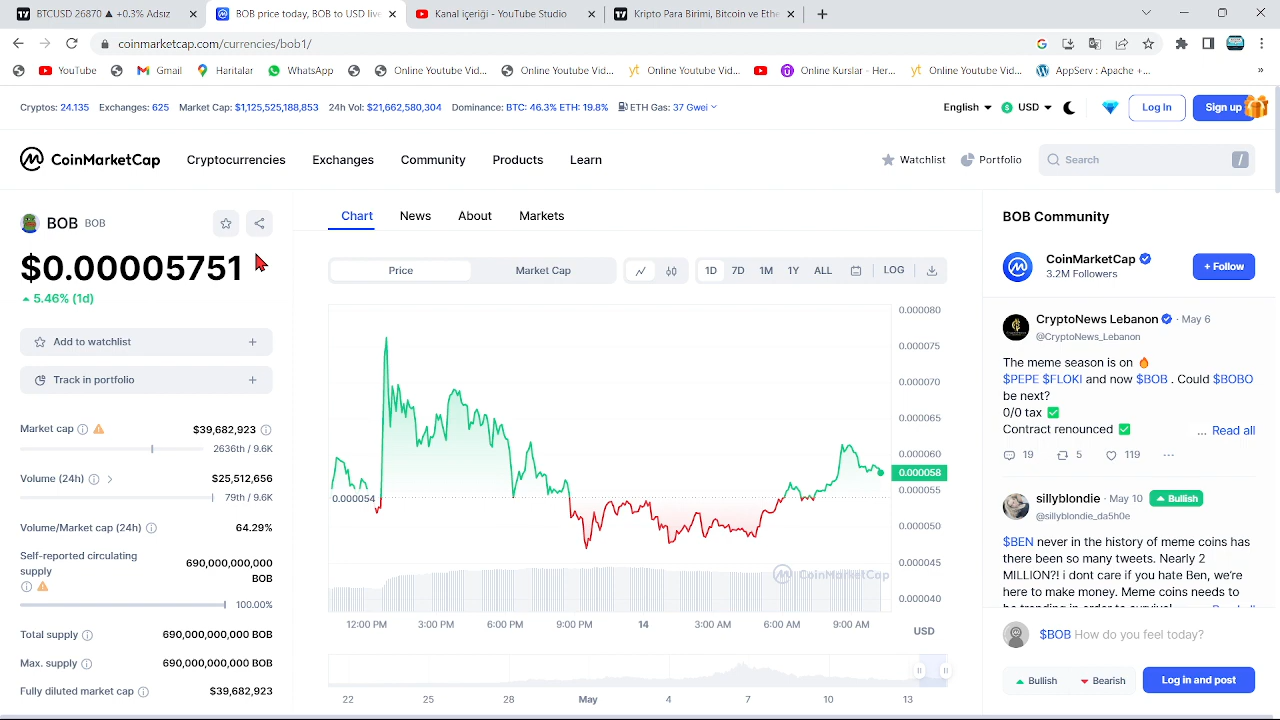 BTCUSD 26870 ▲ +0.3% Adsız
BOB price today, BOB to USD live
Kanal içeriği - YouTube Studio
Kripto Para Birimi, Bitcoin ve Ethe
coinmarketcap.com/currencies/bob1/
YouTube
Gmail
Haritalar
WhatsApp
Online Youtube Vid...
Online Youtube Vid...
Online Youtube Vid...
Online Kurslar - Her...
Online Youtube Vid...
AppServ : Apache +...
»
Cryptos: 24.135 Exchanges: 625 Market Cap: $1,125,525,188,853 24h Vol: $21,662,580,304 Dominance: BTC: 46.3% ETH: 19.8% ETH Gas: 37 Gwei
English
USD
Log In
Sign up
CoinMarketCap
Cryptocurrencies
Exchanges
Community
Products
Learn
Watchlist
Portfolio
Search
/
BOB BOB
$0.00005751
5.46% (1d)
Add to watchlist +
Track in portfolio +
Market cap $39,682,923
2636th / 9.6K
Volume (24h) $25,512,656
79th / 9.6K
Volume/Market cap (24h) 64.29%
Self-reported circulating
supply
690,000,000,000
BOB
100.00%
Total supply 690,000,000,000 BOB
Max. supply 690,000,000,000 BOB
Fully diluted market cap $39,682,923
Chart
News
About
Markets
Price
Market Cap
1D
7D
1M
1Y
ALL
LOG
0.000080
0.000075
0.000070
0.000065
0.000060
0.000058
0.000055
0.000050
0.000045
0.000040
0.000054
CoinMarketCap
12:00 PM
3:00 PM
6:00 PM
9:00 PM
14
3:00 AM
6:00 AM
9:00 AM
USD
22
25
28
May
4
7
10
13
BOB Community
CoinMarketCap
3.2M Followers
+ Follow
CryptoNews Lebanon · May 6
@CryptoNews_Lebanon
The meme season is on 🔥
$PEPE $FLOKI and now $BOB . Could $BOBO
be next?
0/0 tax ✅
Contract renounced ✅ ... Read all
19
5
119
...
sillyblondie · May 10 Bullish
@sillyblondie_da5h0e
$BEN never in the history of meme coins has
there been so many tweets. Nearly 2
MILLION?! i dont care if you hate Ben, we're
here to make money. Meme coins needs to
$BOB How do you feel today?
Bullish
Bearish
Log in and post